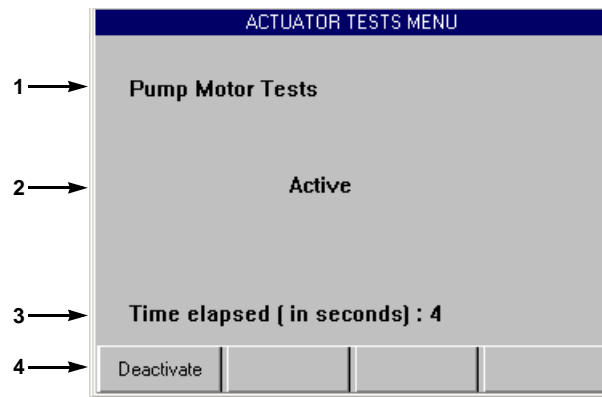 ACTUATOR TESTS MENU
1 Pump Motor Tests
2 Active
3 Time elapsed ( in seconds) : 4
4 Deactivate